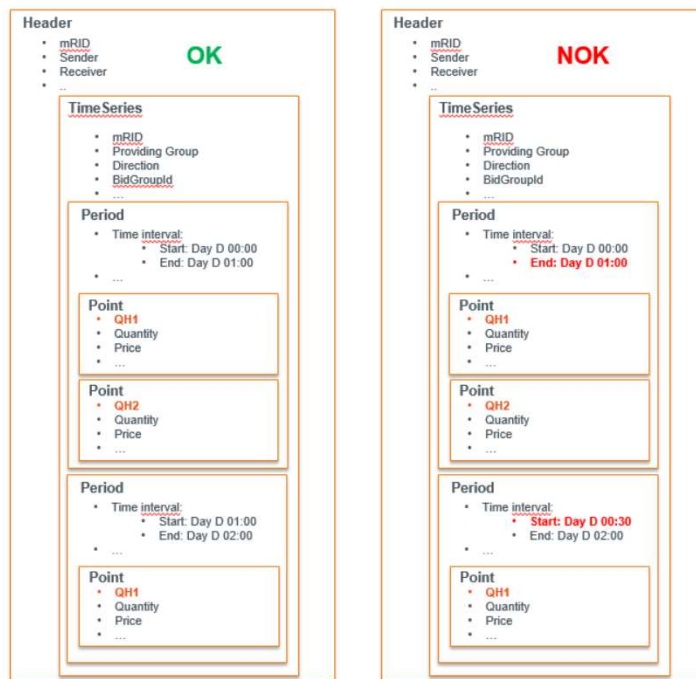 Header
mRID
Sender
Receiver
..
OK
TimeSeries
mRID
Providing Group
Direction
BidGroupId
...
Period
Time interval:
Start: Day D 00:00
End: Day D 01:00
...
Point
QH1
Quantity
Price
...
Point
QH2
Quantity
Price
...
Period
Time interval:
Start: Day D 01:00
End: Day D 02:00
...
Point
QH1
Quantity
Price
...
Header
mRID
Sender
Receiver
..
NOK
TimeSeries
mRID
Providing Group
Direction
BidGroupId
...
Period
Time interval:
Start: Day D 00:00
End: Day D 01:00
...
Point
QH1
Quantity
Price
...
Point
QH2
Quantity
Price
...
Period
Time interval:
Start: Day D 00:30
End: Day D 02:00
...
Point
QH1
Quantity
Price
...